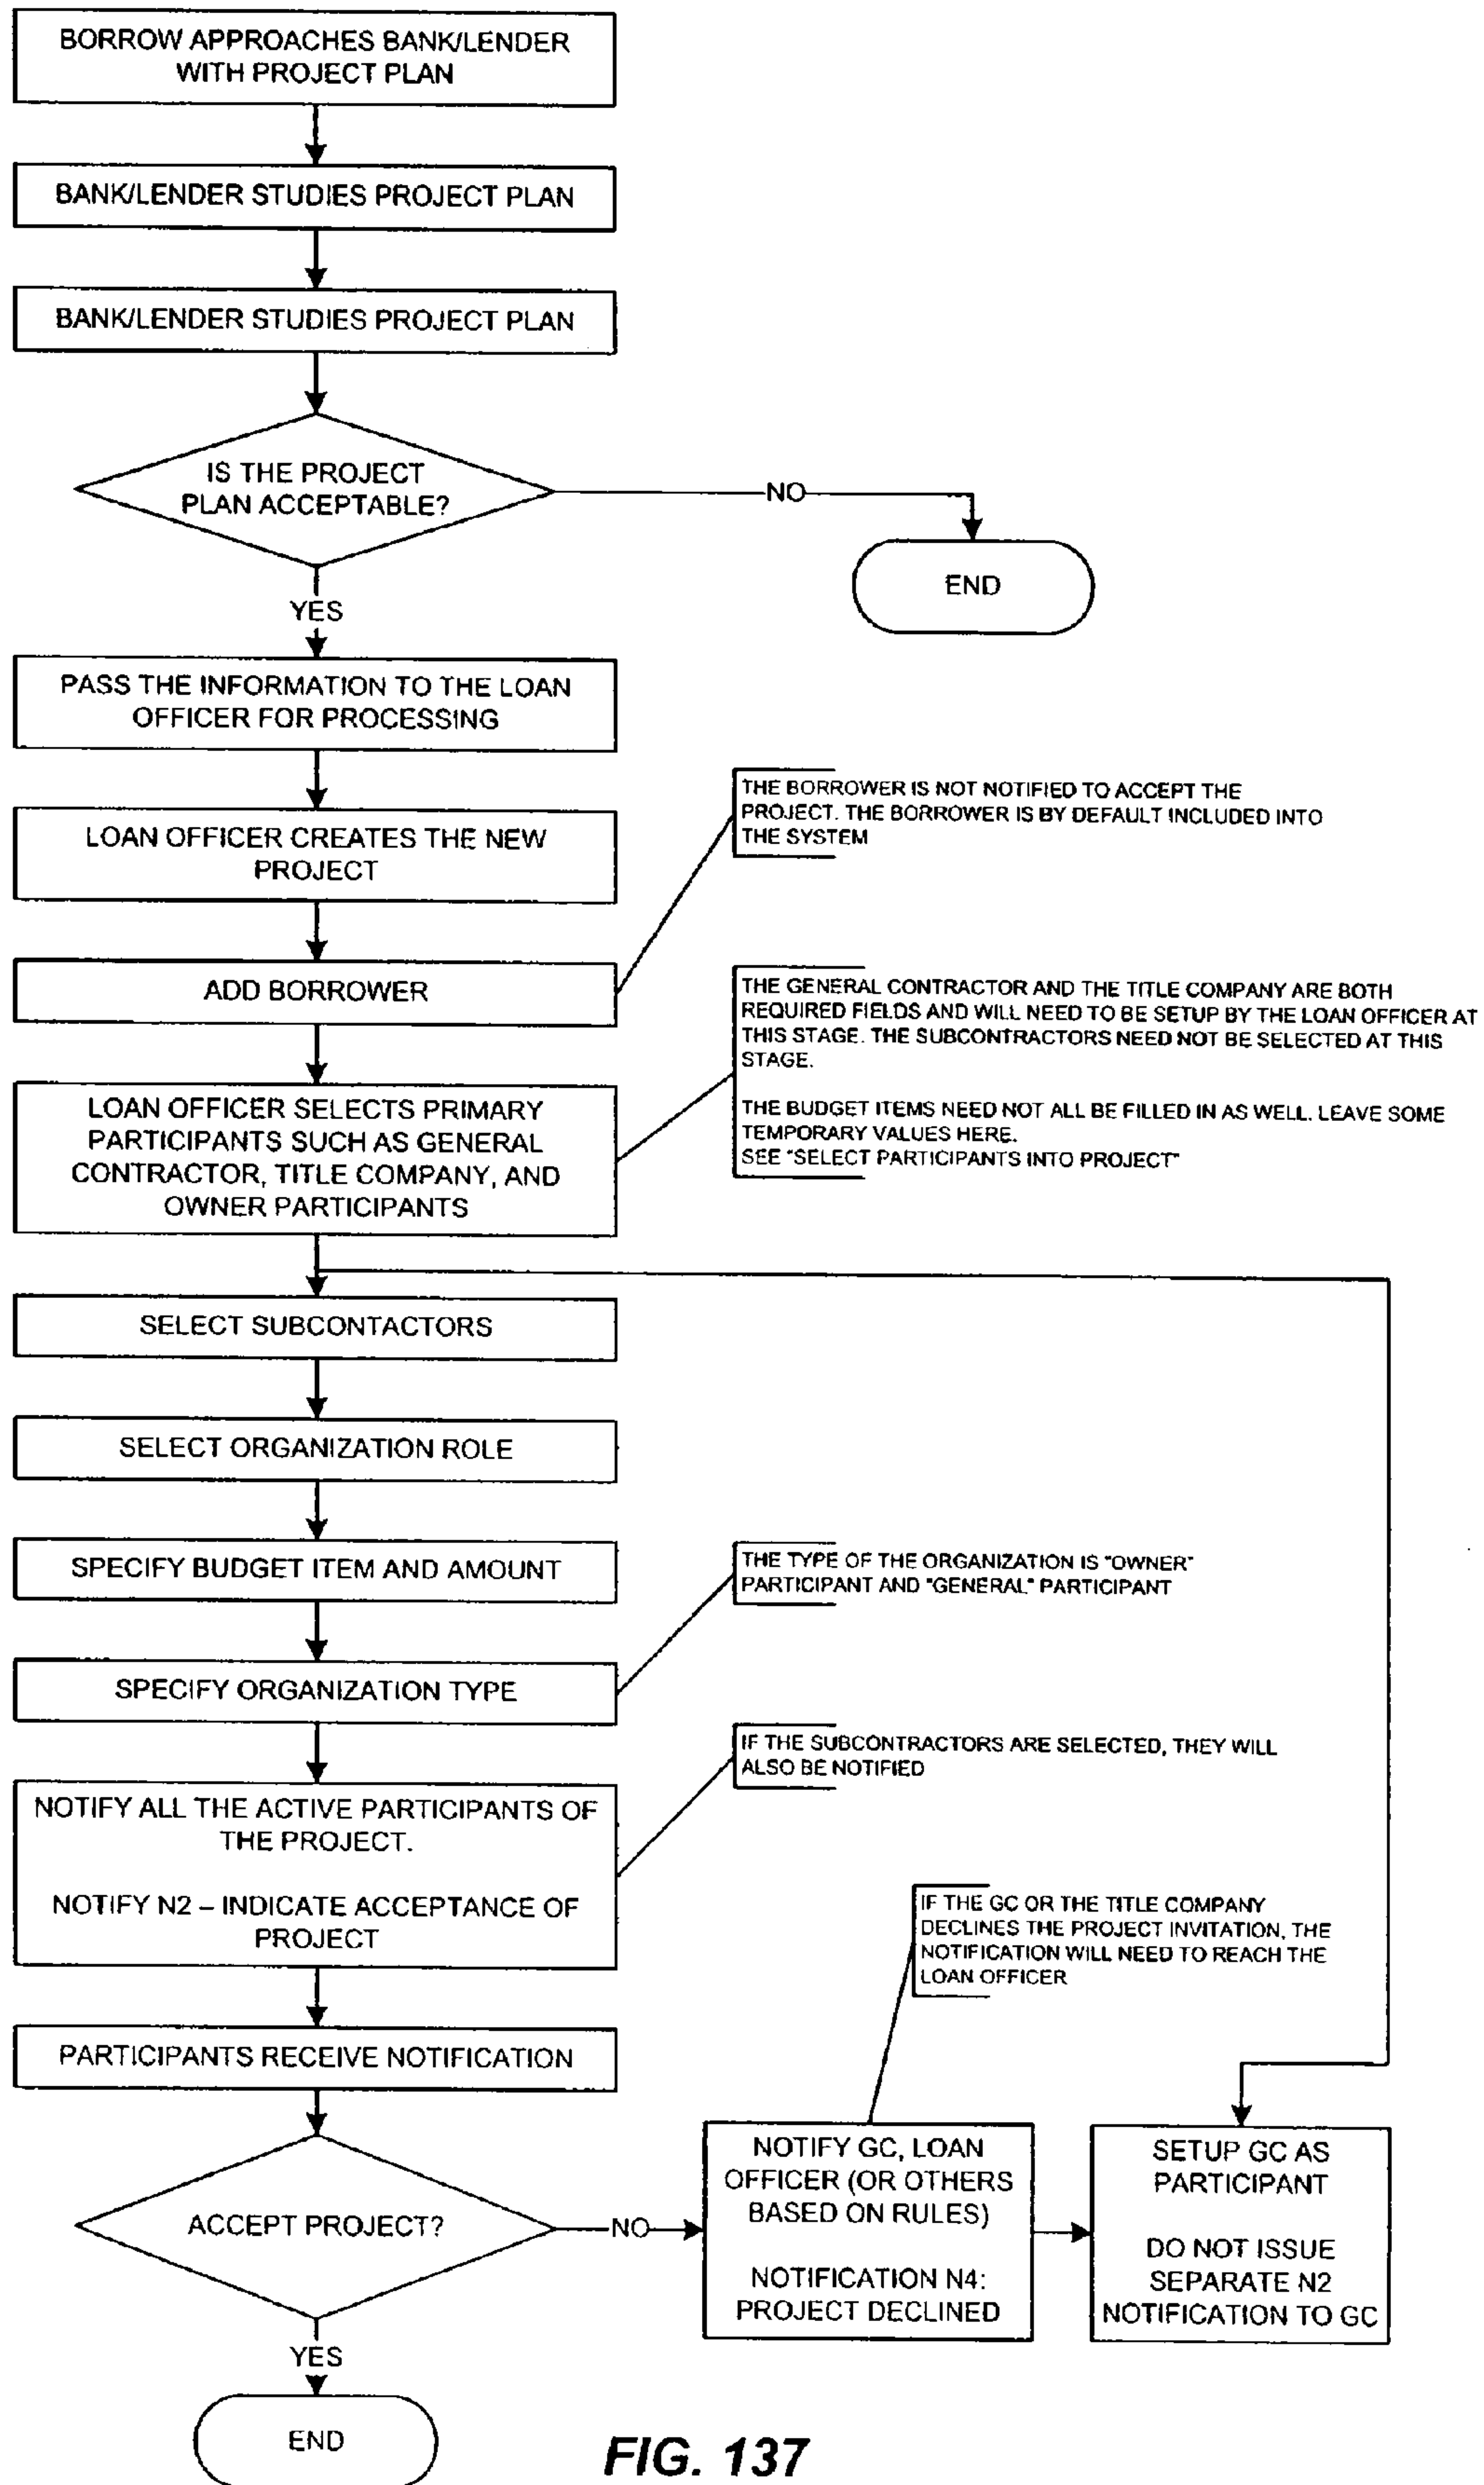 BORROW APPROACHES BANK/LENDER
WITH PROJECT PLAN
BANK/LENDER STUDIES PROJECT PLAN
BANK/LENDER STUDIES PROJECT PLAN
IS THE PROJECT
PLAN ACCEPTABLE?
NO
END
YES
PASS THE INFORMATION TO THE LOAN
OFFICER FOR PROCESSING
LOAN OFFICER CREATES THE NEW
PROJECT
THE BORROWER IS NOT NOTIFIED TO ACCEPT THE
PROJECT. THE BORROWER IS BY DEFAULT INCLUDED INTO
THE SYSTEM
ADD BORROWER
THE GENERAL CONTRACTOR AND THE TITLE COMPANY ARE BOTH
REQUIRED FIELDS AND WILL NEED TO BE SETUP BY THE LOAN OFFICER AT
THIS STAGE. THE SUBCONTRACTORS NEED NOT BE SELECTED AT THIS
STAGE.
THE BUDGET ITEMS NEED NOT ALL BE FILLED IN AS WELL. LEAVE SOME
TEMPORARY VALUES HERE.
SEE "SELECT PARTICIPANTS INTO PROJECT"
LOAN OFFICER SELECTS PRIMARY
PARTICIPANTS SUCH AS GENERAL
CONTRACTOR, TITLE COMPANY, AND
OWNER PARTICIPANTS
SELECT SUBCONTACTORS
SELECT ORGANIZATION ROLE
SPECIFY BUDGET ITEM AND AMOUNT
THE TYPE OF THE ORGANIZATION IS "OWNER"
PARTICIPANT AND "GENERAL" PARTICIPANT
SPECIFY ORGANIZATION TYPE
IF THE SUBCONTRACTORS ARE SELECTED, THEY WILL
ALSO BE NOTIFIED
NOTIFY ALL THE ACTIVE PARTICIPANTS OF
THE PROJECT.
NOTIFY N2 – INDICATE ACCEPTANCE OF
PROJECT
IF THE GC OR THE TITLE COMPANY
DECLINES THE PROJECT INVITATION, THE
NOTIFICATION WILL NEED TO REACH THE
LOAN OFFICER
PARTICIPANTS RECEIVE NOTIFICATION
ACCEPT PROJECT?
NO
NOTIFY GC, LOAN
OFFICER (OR OTHERS
BASED ON RULES)
NOTIFICATION N4:
PROJECT DECLINED
SETUP GC AS
PARTICIPANT
DO NOT ISSUE
SEPARATE N2
NOTIFICATION TO GC
YES
END
FIG. 137